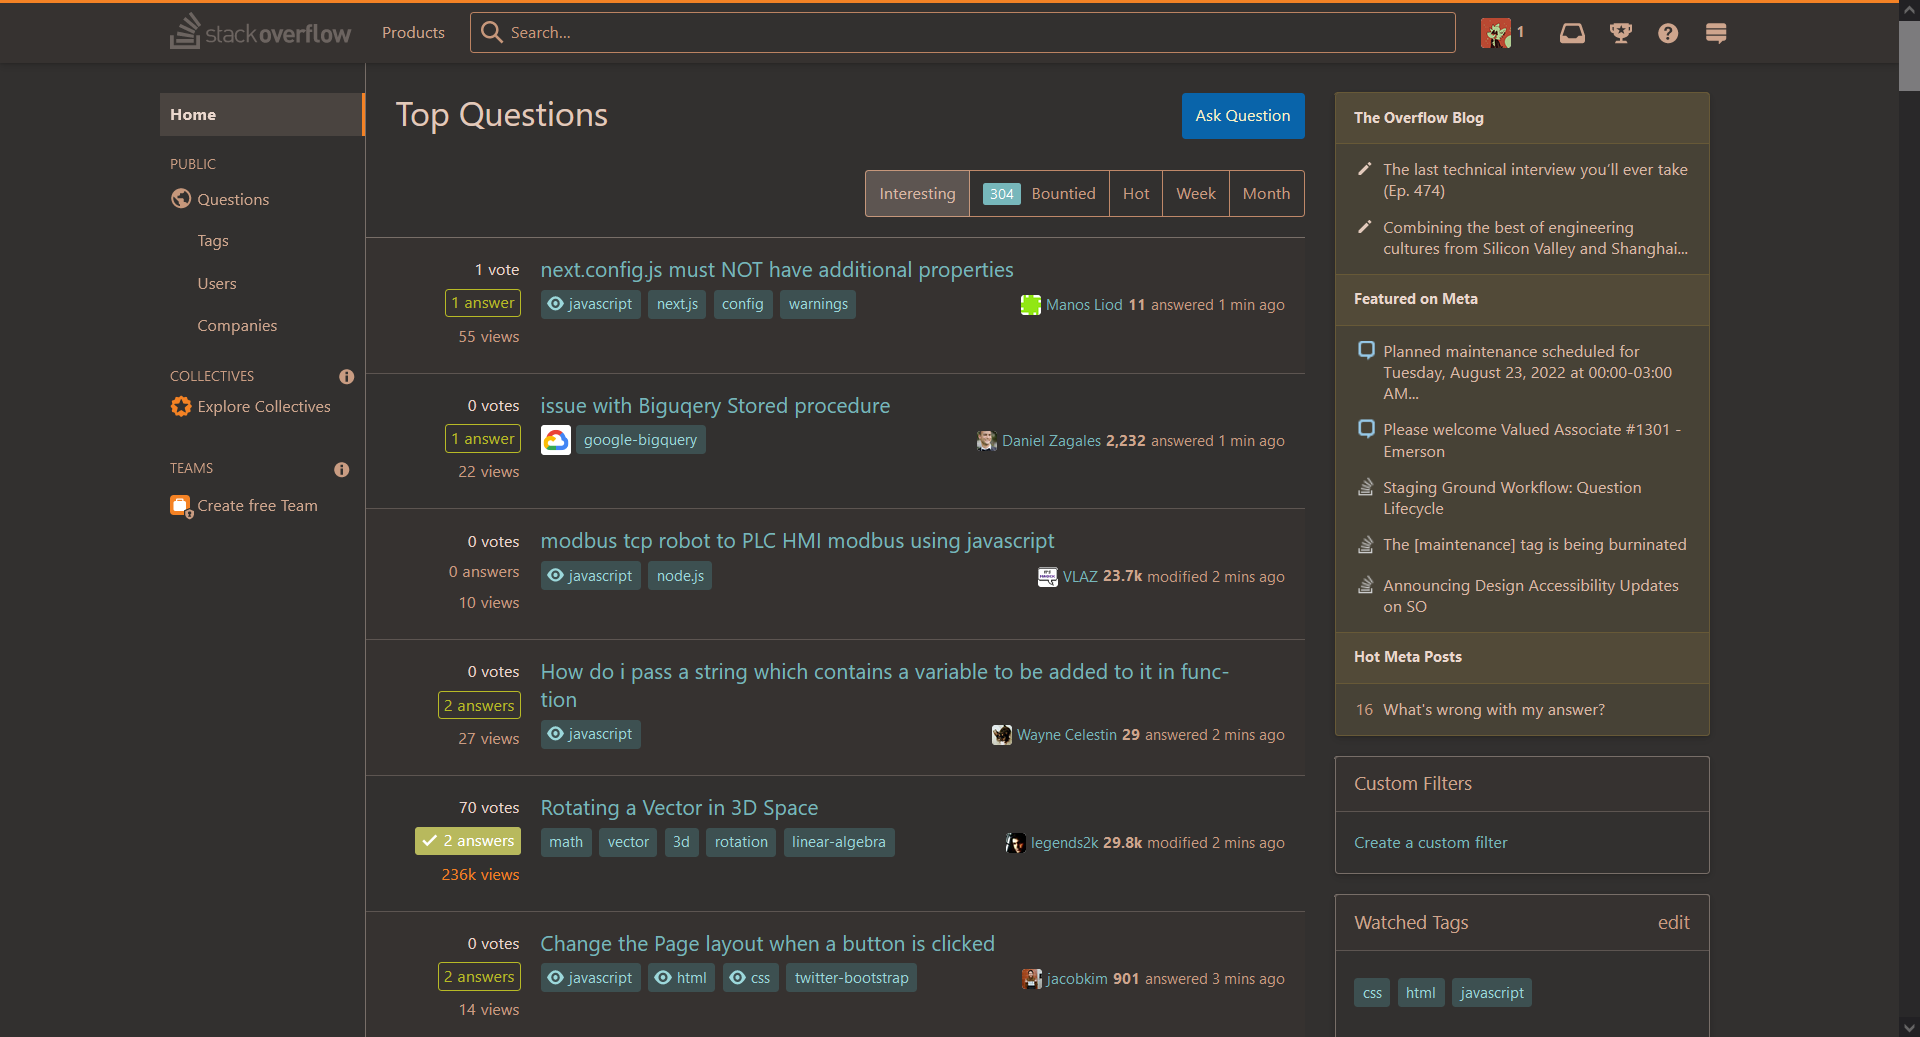 stackoverflow
Products
Search...
1
Home
PUBLIC
Questions
Tags
Users
Companies
COLLECTIVES
Explore Collectives
TEAMS
Create free Team
Top Questions
Ask Question
Interesting
304 Bountied
Hot
Week
Month
1 vote
1 answer
55 views
next.config.js must NOT have additional properties
javascript next.js config warnings
Manos Liod 11 answered 1 min ago
0 votes
1 answer
22 views
issue with Biguqery Stored procedure
google-bigquery
Daniel Zagales 2,232 answered 1 min ago
0 votes
0 answers
10 views
modbus tcp robot to PLC HMI modbus using javascript
javascript node.js
VLAZ 23.7k modified 2 mins ago
0 votes
2 answers
27 views
How do i pass a string which contains a variable to be added to it in func-
tion
javascript
Wayne Celestin 29 answered 2 mins ago
70 votes
2 answers
236k views
Rotating a Vector in 3D Space
math vector 3d rotation linear-algebra
legends2k 29.8k modified 2 mins ago
0 votes
2 answers
14 views
Change the Page layout when a button is clicked
javascript html css twitter-bootstrap
jacobkim 901 answered 3 mins ago
The Overflow Blog
The last technical interview you'll ever take
(Ep. 474)
Combining the best of engineering
cultures from Silicon Valley and Shanghai...
Featured on Meta
Planned maintenance scheduled for
Tuesday, August 23, 2022 at 00:00-03:00
AM...
Please welcome Valued Associate #1301 -
Emerson
Staging Ground Workflow: Question
Lifecycle
The [maintenance] tag is being burninated
Announcing Design Accessibility Updates
on SO
Hot Meta Posts
16 What's wrong with my answer?
Custom Filters
Create a custom filter
Watched Tags
edit
css html javascript